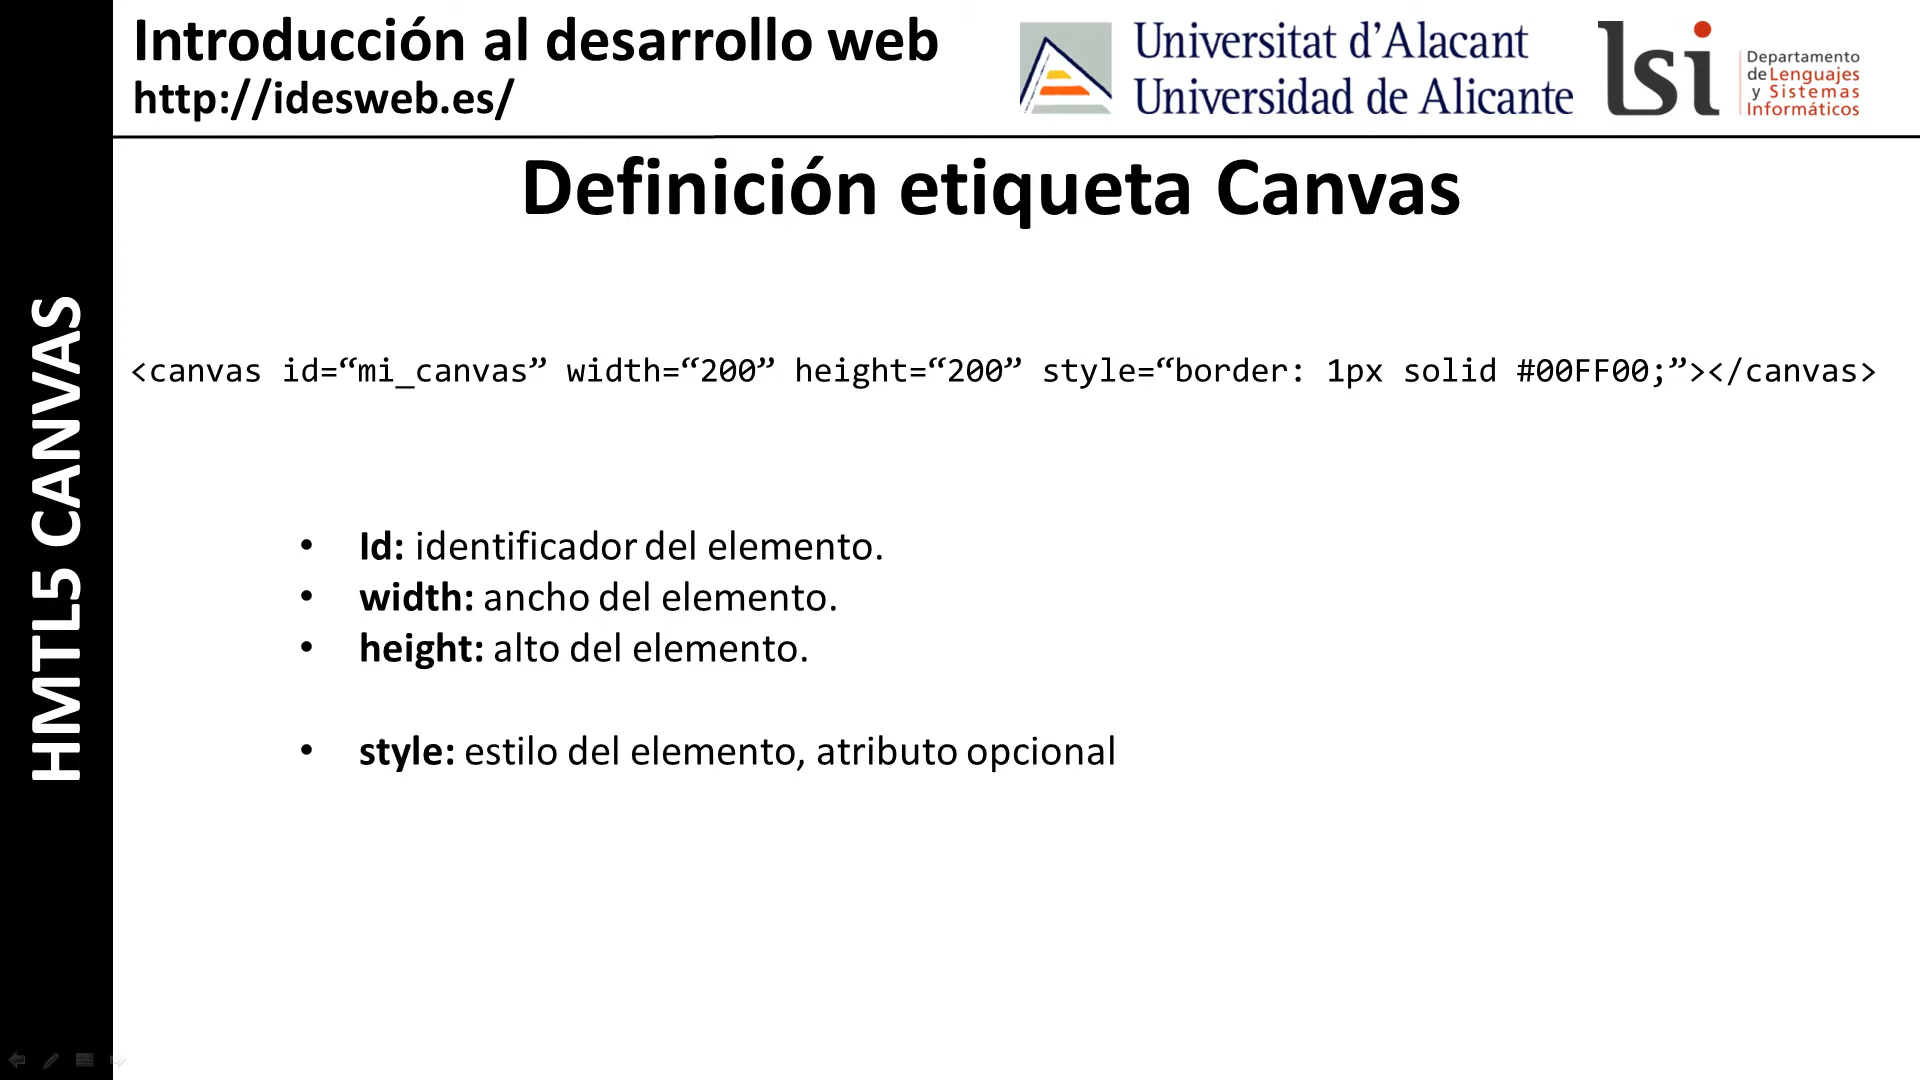 Introducción al desarrollo web
http://idesweb.es/
Universitat d’Alacant
Universidad de Alicante
lsi
Departamento
de Lenguajes
y Sistemas
Informáticos
HMTL5 CANVAS
Definición etiqueta Canvas
<canvas id=“mi_canvas” width=“200” height=“200” style=“border: 1px solid #00FF00;”></canvas>
• Id: identificador del elemento.
• width: ancho del elemento.
• height: alto del elemento.
• style: estilo del elemento, atributo opcional